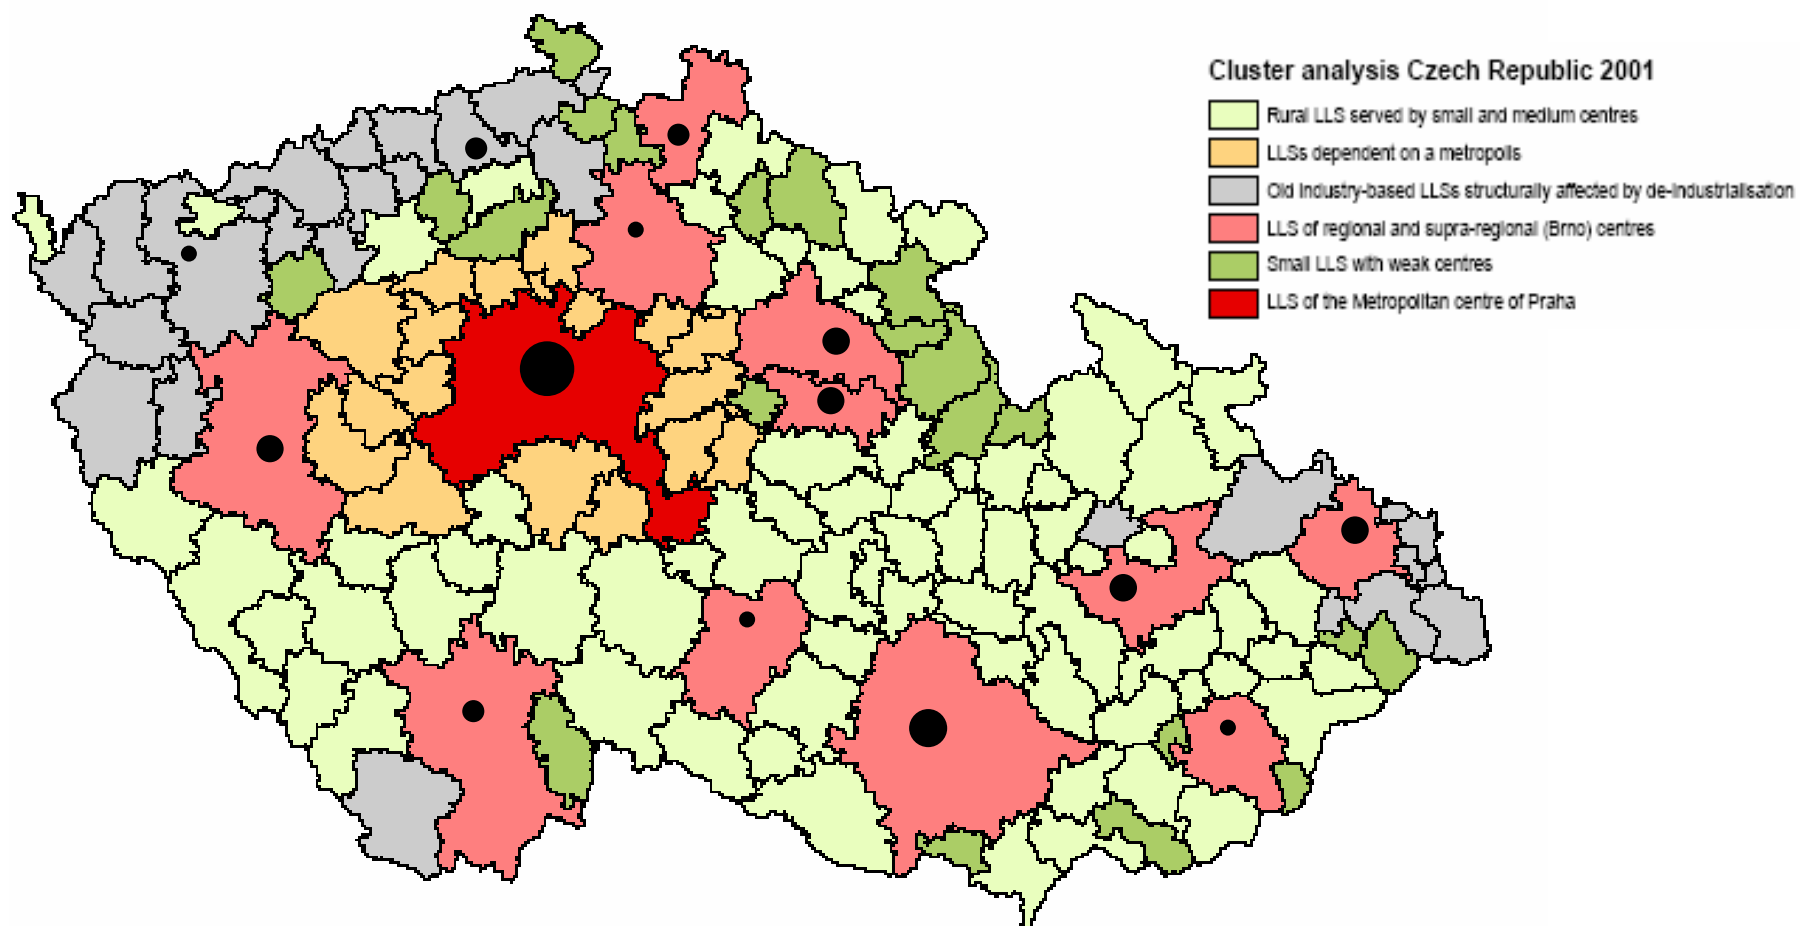 Cluster analysis Czech Republic 2001
Rural LLS served by small and medium centres
LLSs dependent on a metropolis
Old industry-based LLSs structurally affected by de-industrialisation
LLS of regional and supra-regional (Brno) centres
Small LLS with weak centres
LLS of the Metropolitan centre of Praha